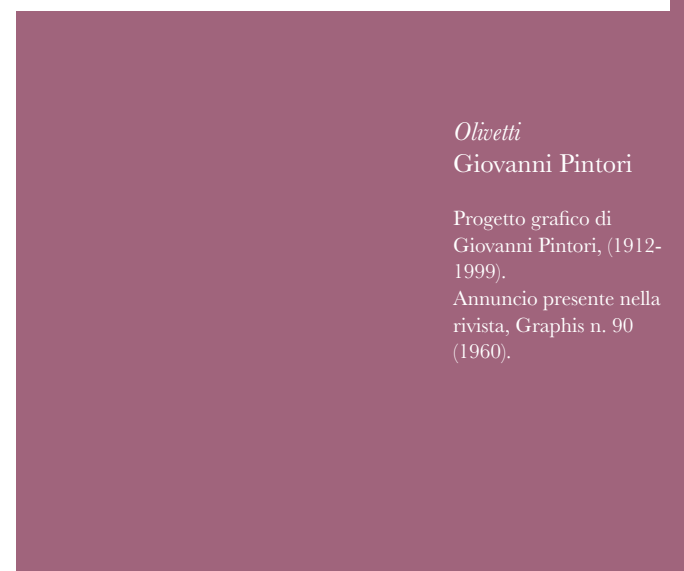 Olivetti
Giovanni Pintori
Progetto grafico di
Giovanni Pintori, (1912-
1999).
Annuncio presente nella
rivista, Graphis n. 90
(1960).